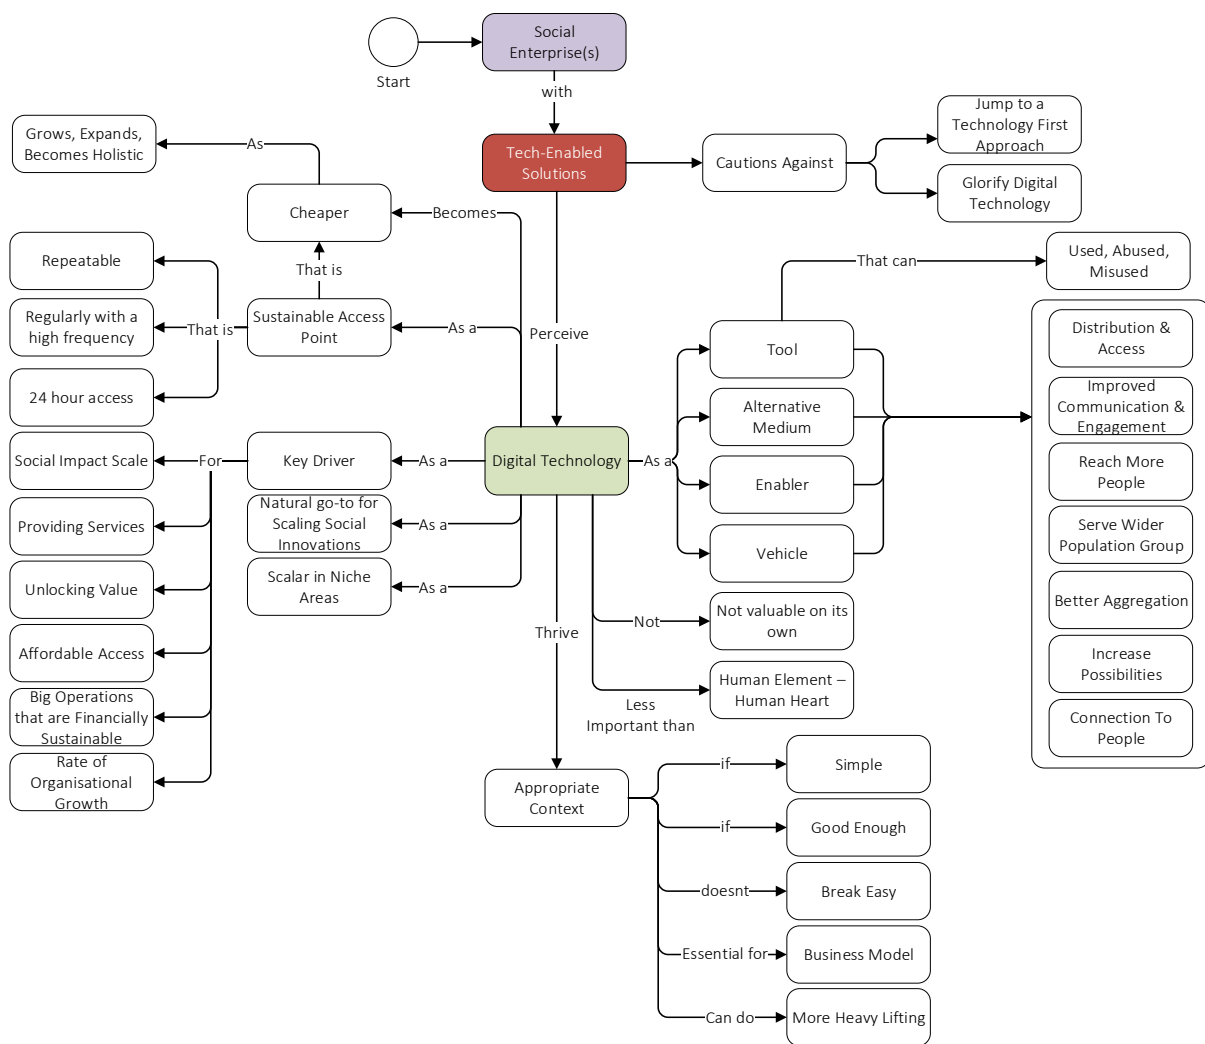 Social
Enterprise(s)
Start
with
Jump to a
Technology First
Approach
Grows, Expands,
Becomes Holistic
As
Tech-Enabled
Solutions
Cautions Against
Glorify Digital
Technology
Cheaper
Becomes
Repeatable
That is
That can
Used, Abused,
Misused
Regularly with a
high frequency
That is
Sustainable Access
Point
As a
Perceive
Tool
Distribution &
Access
24 hour access
Alternative
Medium
Improved
Communication &
Engagement
Social Impact Scale
For
Key Driver
As a
Digital Technology
As a
Enabler
Reach More
People
Providing Services
Natural go-to for
Scaling Social
Innovations
As a
Vehicle
Serve Wider
Population Group
Unlocking Value
Scalar in Niche
Areas
As a
Better Aggregation
Affordable Access
Thrive
Not
Not valuable on its
own
Increase
Possibilities
Big Operations
that are Financially
Sustainable
Less
Important than
Human Element –
Human Heart
Connection To
People
Rate of
Organisational
Growth
Appropriate
Context
if
Simple
if
Good Enough
doesnt
Break Easy
Essential for
Business Model
Can do
More Heavy Lifting